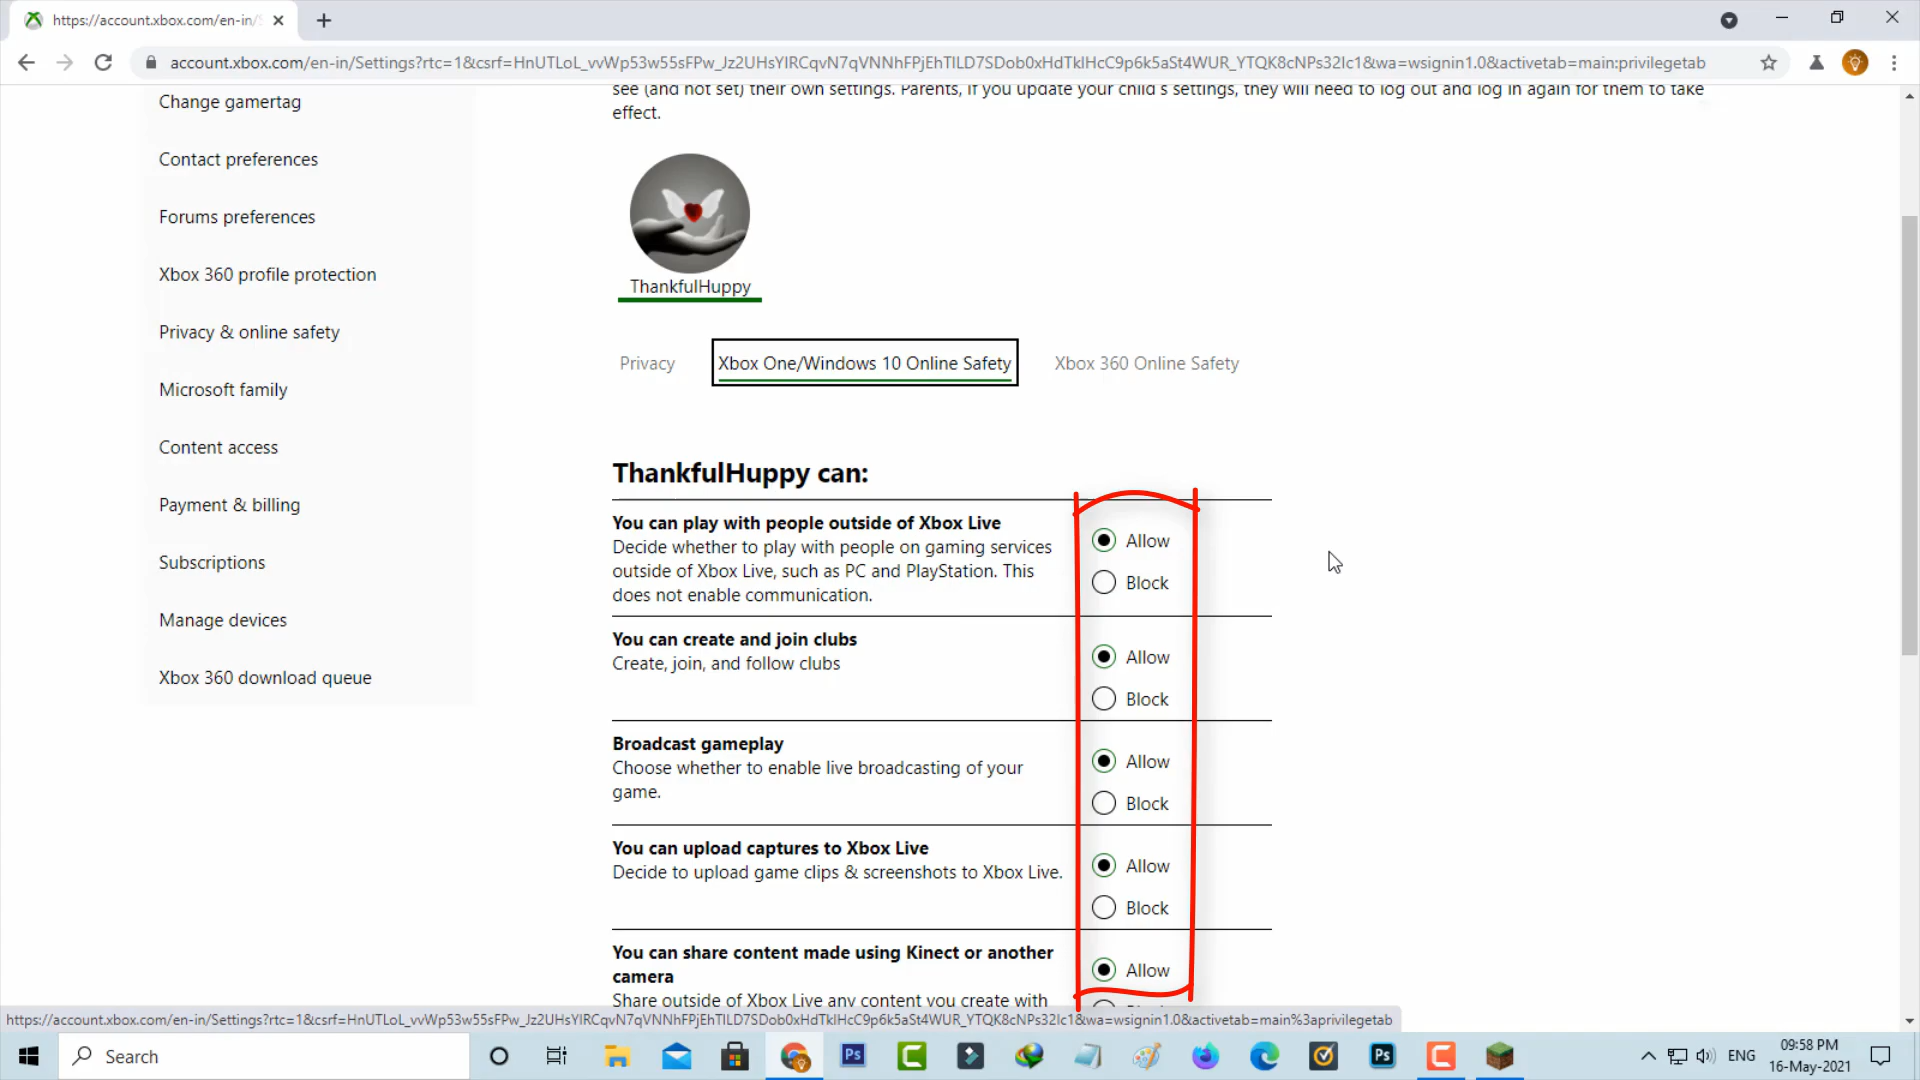 https://account.xbox.com/en-in/S
account.xbox.com/en-in/Settings?rtc=1&csrf=HnUTLoL_vvWp53w55sFPw_Jz2UHsYIRCqvN7qVNNhFPjEhTlLD7SDob0xHdTklHcC9p6k5aSt4WUR_YTQK8cNPs32Ic1&wa=wsignin1.0&activetab=main:privilegetab
see (and not set) their own settings. Parents, if you update your child's settings, they will need to log out and log in again for them to take
effect.
Change gamertag
Contact preferences
Forums preferences
Xbox 360 profile protection
Privacy & online safety
Microsoft family
Content access
Payment & billing
Subscriptions
Manage devices
Xbox 360 download queue
ThankfulHuppy
Privacy
Xbox One/Windows 10 Online Safety
Xbox 360 Online Safety
ThankfulHuppy can:
You can play with people outside of Xbox Live
Decide whether to play with people on gaming services
outside of Xbox Live, such as PC and PlayStation. This
does not enable communication.
Allow
Block
You can create and join clubs
Create, join, and follow clubs
Allow
Block
Broadcast gameplay
Choose whether to enable live broadcasting of your
game.
Allow
Block
You can upload captures to Xbox Live
Decide to upload game clips & screenshots to Xbox Live.
Allow
Block
You can share content made using Kinect or another
camera
Share outside of Xbox Live any content you create with
Allow
https://account.xbox.com/en-in/Settings?rtc=1&csrf=HnUTLoL_vvWp53w55sFPw_Jz2UHsYIRCqvN7qVNNhFPjEhTlLD7SDob0xHdTklHcC9p6k5aSt4WUR_YTQK8cNPs32Ic1&wa=wsignin1.0&activetab=main%3aprivilegetab
Search
Ps
Ps
ENG
09:58 PM
16-May-2021